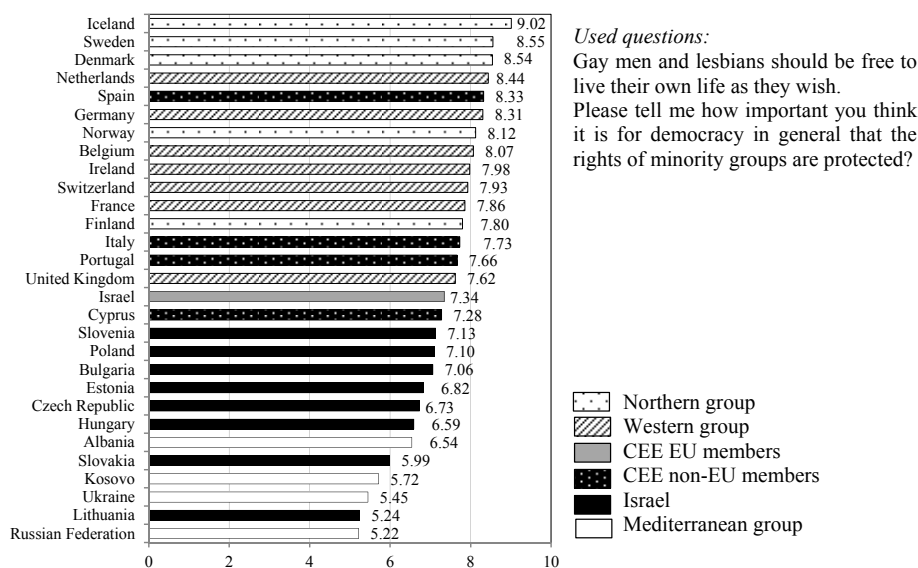 Iceland 9.02
Sweden 8.55
Denmark 8.54
Netherlands 8.44
Spain 8.33
Germany 8.31
Norway 8.12
Belgium 8.07
Ireland 7.98
Switzerland 7.93
France 7.86
Finland 7.80
Italy 7.73
Portugal 7.66
United Kingdom 7.62
Israel 7.34
Cyprus 7.28
Slovenia 7.13
Poland 7.10
Bulgaria 7.06
Estonia 6.82
Czech Republic 6.73
Hungary 6.59
Albania 6.54
Slovakia 5.99
Kosovo 5.72
Ukraine 5.45
Lithuania 5.24
Russian Federation 5.22
0 2 4 6 8 10
Used questions:
Gay men and lesbians should be free to
live their own life as they wish.
Please tell me how important you think
it is for democracy in general that the
rights of minority groups are protected?
Northern group
Western group
CEE EU members
CEE non-EU members
Israel
Mediterranean group